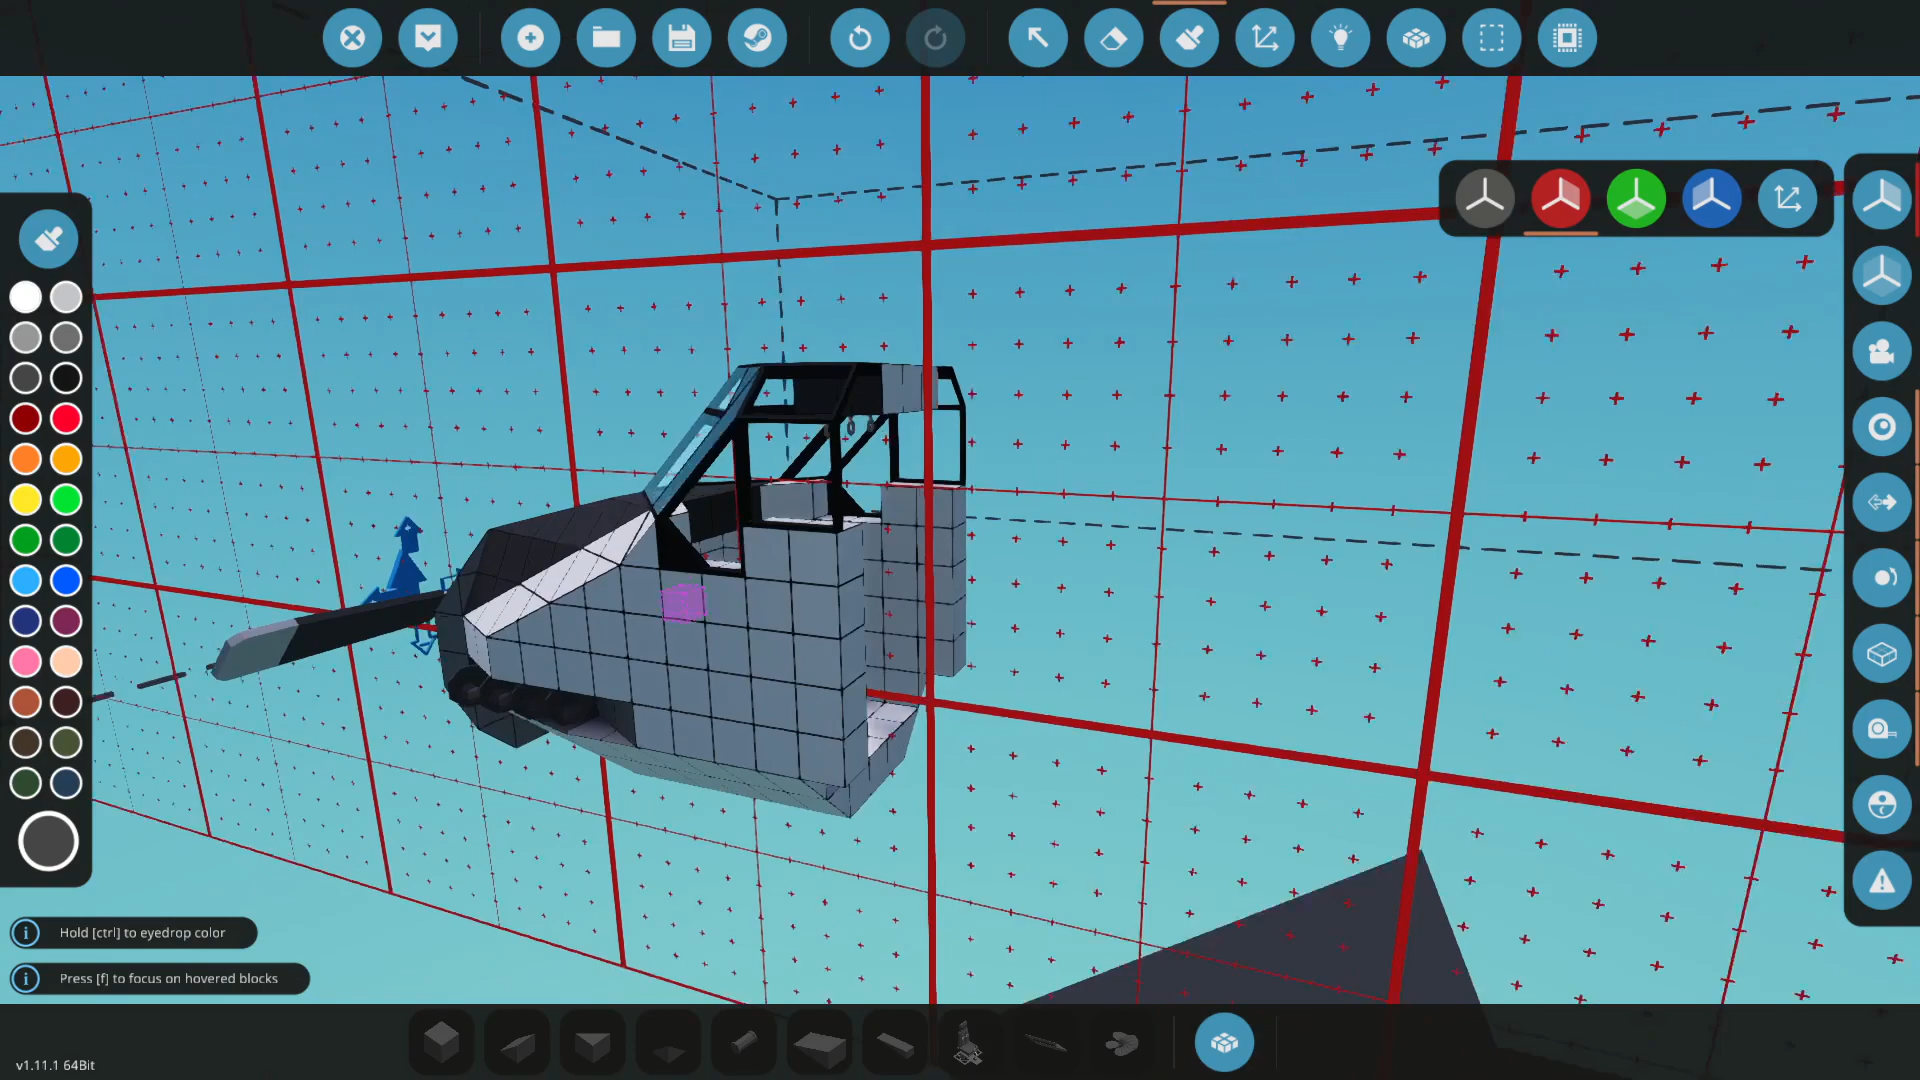 Hold [ctrl] to eyedrop color
Press [f] to focus on hovered blocks
v1.11.1 64Bit